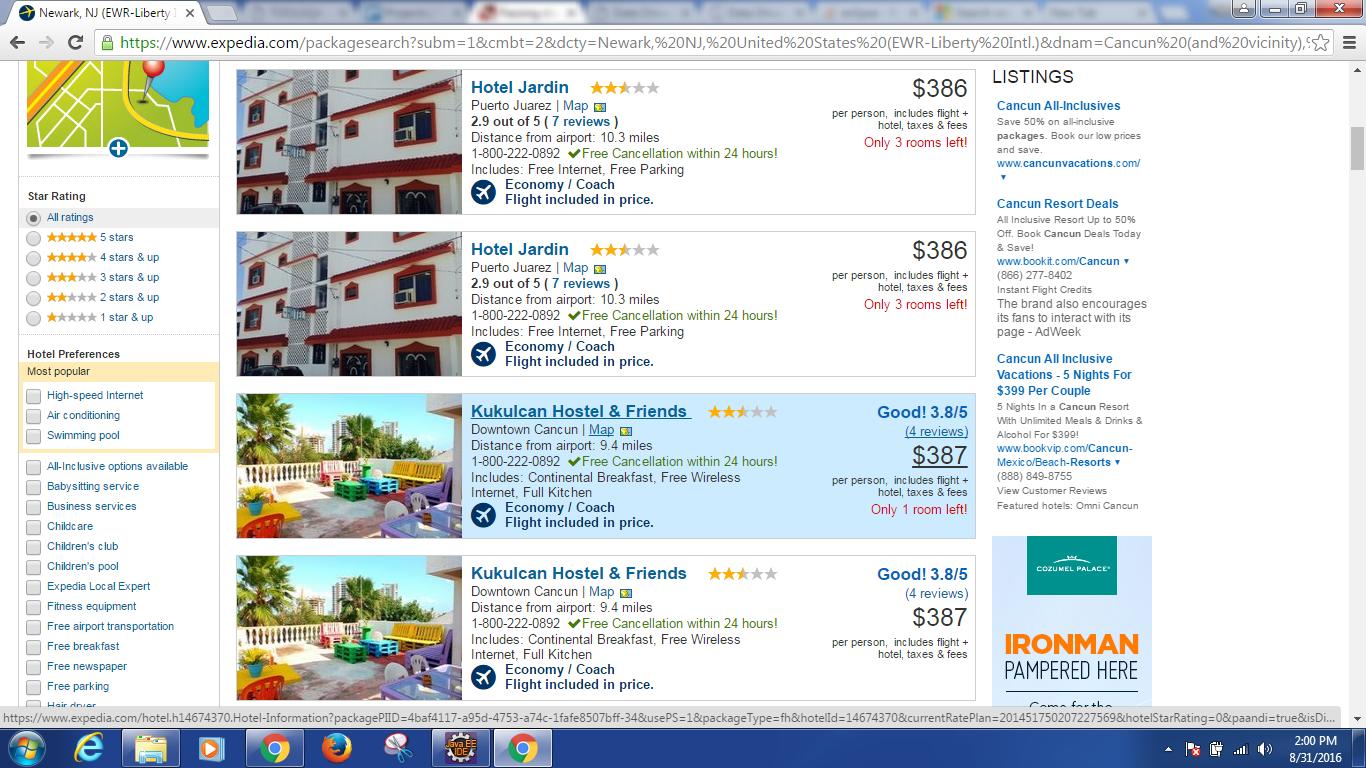 Newark, NJ (EWR-Liberty I
https://www.expedia.com/packagesearch?subm=1&cmbt=2&dcty=Newark,%20NJ,%20United%20States%20(EWR-Liberty%20Intl.)&dnam=Cancun%20(and%20vicinity),
Star Rating
All ratings
5 stars
4 stars & up
3 stars & up
2 stars & up
1 star & up
Hotel Preferences
Most popular
High-speed Internet
Air conditioning
Swimming pool
All-Inclusive options available
Babysitting service
Business services
Childcare
Children's club
Children's pool
Expedia Local Expert
Fitness equipment
Free airport transportation
Free breakfast
Free newspaper
Free parking
Hair dryer
Hotel Jardin
$386
Puerto Juarez | Map
2.9 out of 5 ( 7 reviews )
Distance from airport: 10.3 miles
1-800-222-0892 Free Cancellation within 24 hours!
Includes: Free Internet, Free Parking
Economy / Coach
Flight included in price.
per person, includes flight +
hotel, taxes & fees
Only 3 rooms left!
Hotel Jardin
$386
Puerto Juarez | Map
2.9 out of 5 ( 7 reviews )
Distance from airport: 10.3 miles
1-800-222-0892 Free Cancellation within 24 hours!
Includes: Free Internet, Free Parking
Economy / Coach
Flight included in price.
per person, includes flight +
hotel, taxes & fees
Only 3 rooms left!
Kukulcan Hostel & Friends
Downtown Cancun | Map
Distance from airport: 9.4 miles
1-800-222-0892 Free Cancellation within 24 hours!
Includes: Continental Breakfast, Free Wireless
Internet, Full Kitchen
Economy / Coach
Flight included in price.
Good! 3.8/5
(4 reviews)
$387
per person, includes flight +
hotel, taxes & fees
Only 1 room left!
Kukulcan Hostel & Friends
Downtown Cancun | Map
Distance from airport: 9.4 miles
1-800-222-0892 Free Cancellation within 24 hours!
Includes: Continental Breakfast, Free Wireless
Internet, Full Kitchen
Economy / Coach
Flight included in price.
Good! 3.8/5
(4 reviews)
$387
per person, includes flight +
hotel, taxes & fees
LISTINGS
Cancun All-Inclusives
Save 50% on all-inclusive
packages. Book our low prices
and save.
www.cancunvacations.com/
Cancun Resort Deals
All Inclusive Resort Up to 50%
Off. Book Cancun Deals Today
& Save!
www.bookit.com/Cancun
(866) 277-8402
Instant Flight Credits
The brand also encourages
its fans to interact with its
page - AdWeek
Cancun All Inclusive
Vacations - 5 Nights For
$399 Per Couple
5 Nights In a Cancun Resort
With Unlimited Meals & Drinks &
Alcohol For $399!
www.bookvip.com/Cancun-
Mexico/Beach-Resorts
(888) 849-8755
View Customer Reviews
Featured hotels: Omni Cancun
COZUMEL PALACE
IRONMAN
PAMPERED HERE
Come for the
https://www.expedia.com/hotel.h14674370.Hotel-Information?packagePIID=4baf4117-a95d-4753-a74c-1fafe8507bff-34&usePS=1&packageType=fh&hotelId=14674370&currentRatePlan=201451750207227569&hotelStarRating=0&paandi=true&isDi...
Java EE
IDE
2:00 PM
8/31/2016